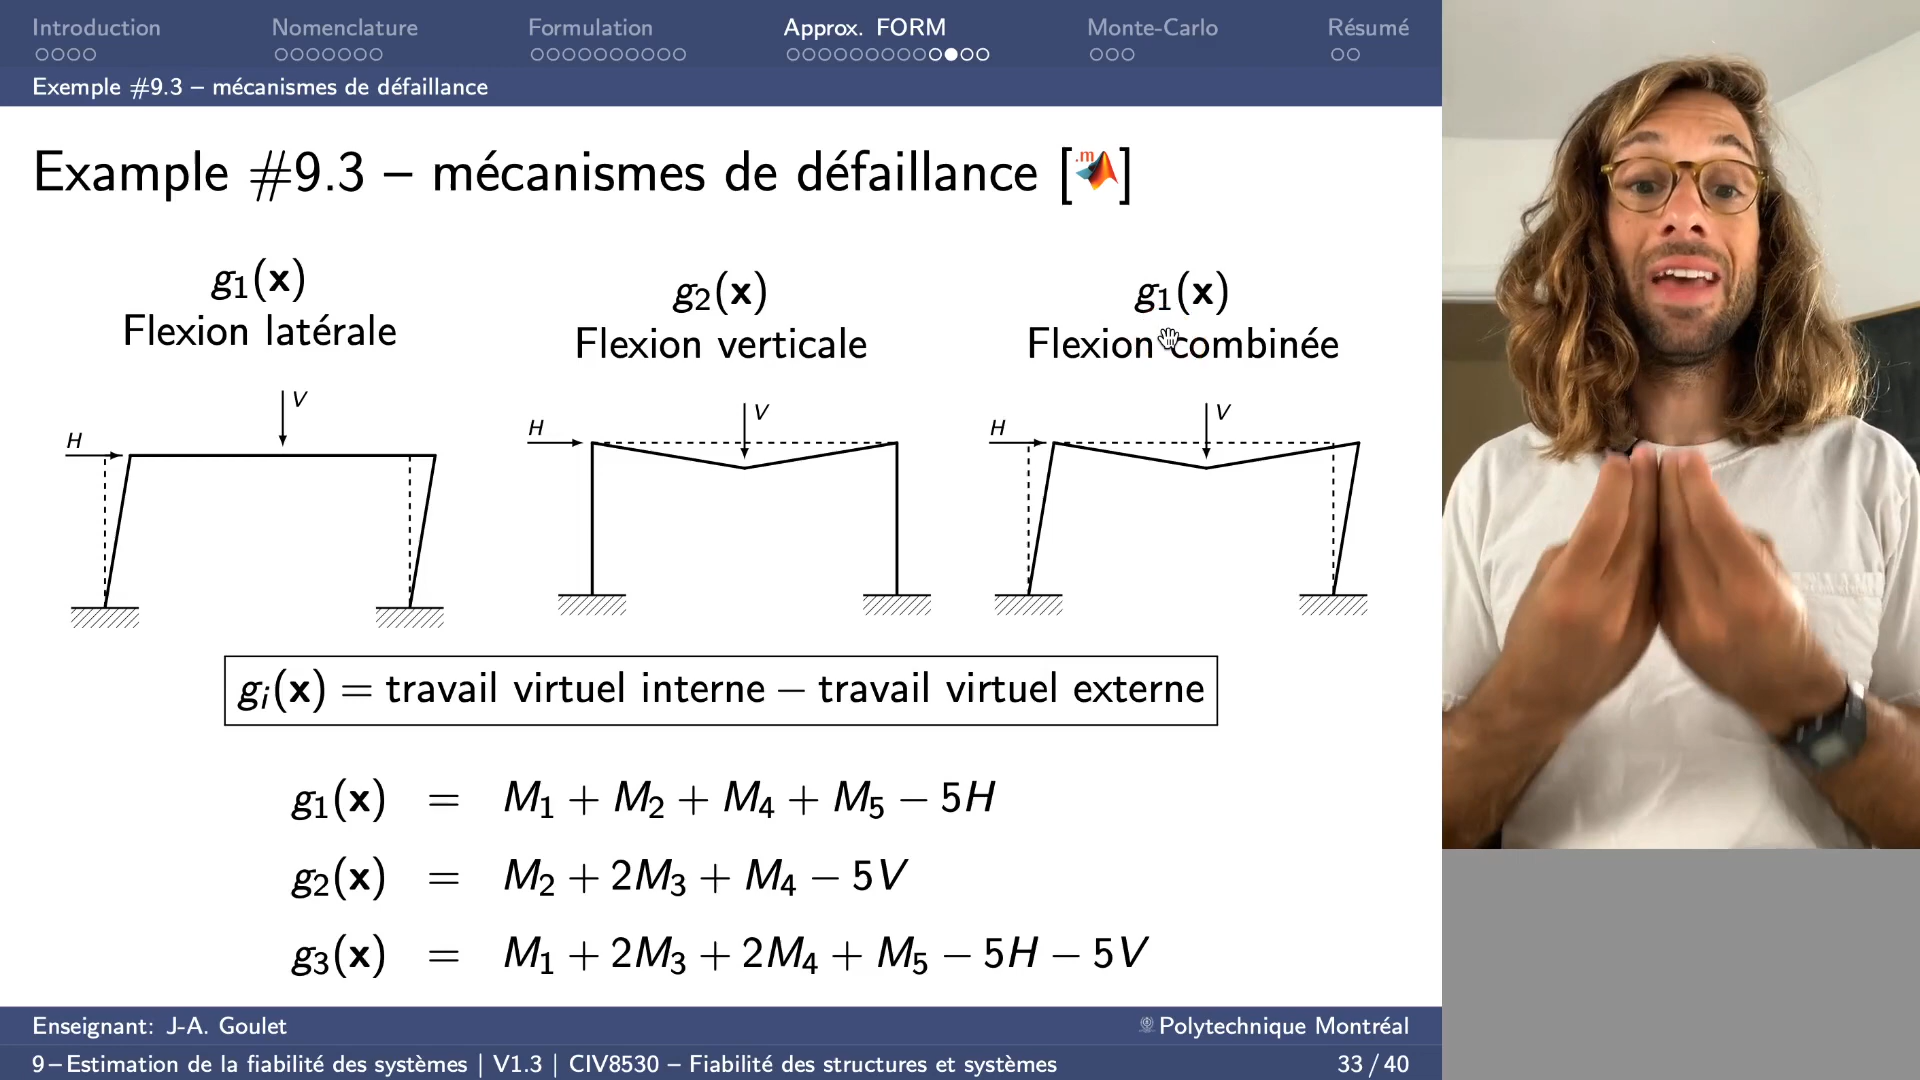 Introduction Nomenclature Formulation Approx. FORM Monte-Carlo Résumé
Exemple #9.3 – mécanismes de défaillance
Example #9.3 – mécanismes de défaillance [.m]
g₁(x) g₂(x) g₁(x)
Flexion latérale Flexion verticale Flexion combinée
V V V
H H H
gᵢ(x) = travail virtuel interne – travail virtuel externe
g₁(x) = M₁ + M₂ + M₄ + M₅ − 5H
g₂(x) = M₂ + 2M₃ + M₄ − 5V
g₃(x) = M₁ + 2M₃ + 2M₄ + M₅ − 5H − 5V
Enseignant: J-A. Goulet Polytechnique Montréal
9 – Estimation de la fiabilité des systèmes | V1.3 | CIV8530 – Fiabilité des structures et systèmes 33 / 40